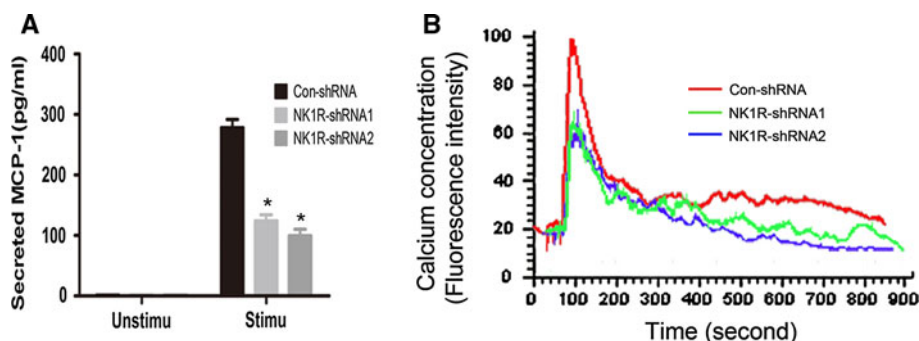 A
Secreted MCP-1(pg/ml)
400
300
200
100
0
Con-shRNA
NK1R-shRNA1
NK1R-shRNA2
*
*
Unstimu
Stimu
B
Calcium concentration
(Fluorescence intensity)
100
80
60
40
20
0
Con-shRNA
NK1R-shRNA1
NK1R-shRNA2
0 100 200 300 400 500 600 700 800 900
Time (second)